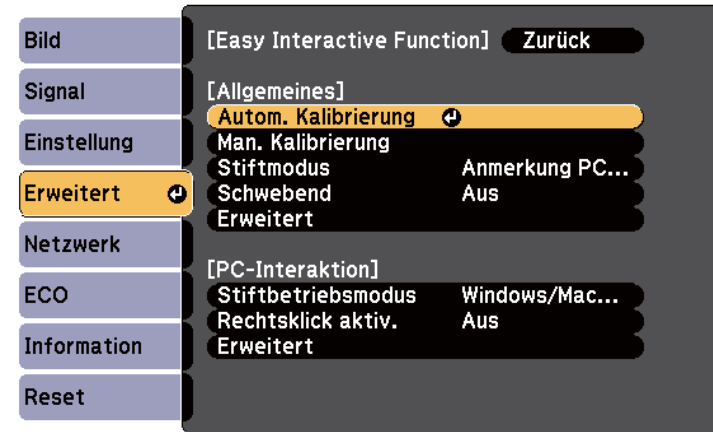 Bild
Signal
Einstellung
Erweitert
Netzwerk
ECO
Information
Reset
[Easy Interactive Function] Zurück
[Allgemeines]
Autom. Kalibrierung
Man. Kalibrierung
Stiftmodus Anmerkung PC...
Schwebend Aus
Erweitert
[PC-Interaktion]
Stiftbetriebsmodus Windows/Mac...
Rechtsklick aktiv. Aus
Erweitert